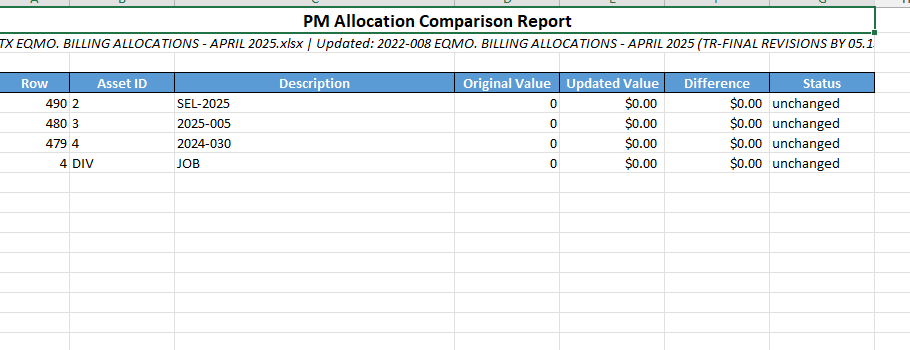 PM Allocation Comparison Report
TX EQMO. BILLING ALLOCATIONS - APRIL 2025.xlsx | Updated: 2022-008 EQMO. BILLING ALLOCATIONS - APRIL 2025 (TR-FINAL REVISIONS BY 05.1
Row Asset ID Description Original Value Updated Value Difference Status
490 2 SEL-2025 0 $0.00 $0.00 unchanged
480 3 2025-005 0 $0.00 $0.00 unchanged
479 4 2024-030 0 $0.00 $0.00 unchanged
4 DIV JOB 0 $0.00 $0.00 unchanged